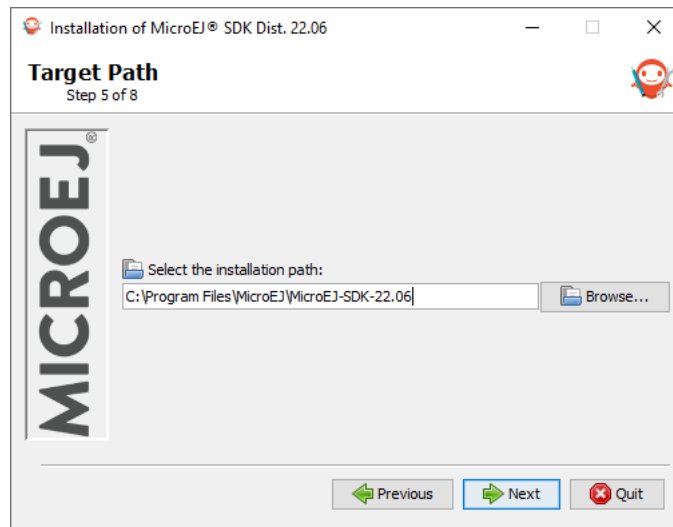 Installation of MicroEJ® SDK Dist. 22.06
Target Path
Step 5 of 8
MICROEJ®
Select the installation path:
C:\Program Files\MicroEJ\MicroEJ-SDK-22.06
Browse...
Previous
Next
Quit